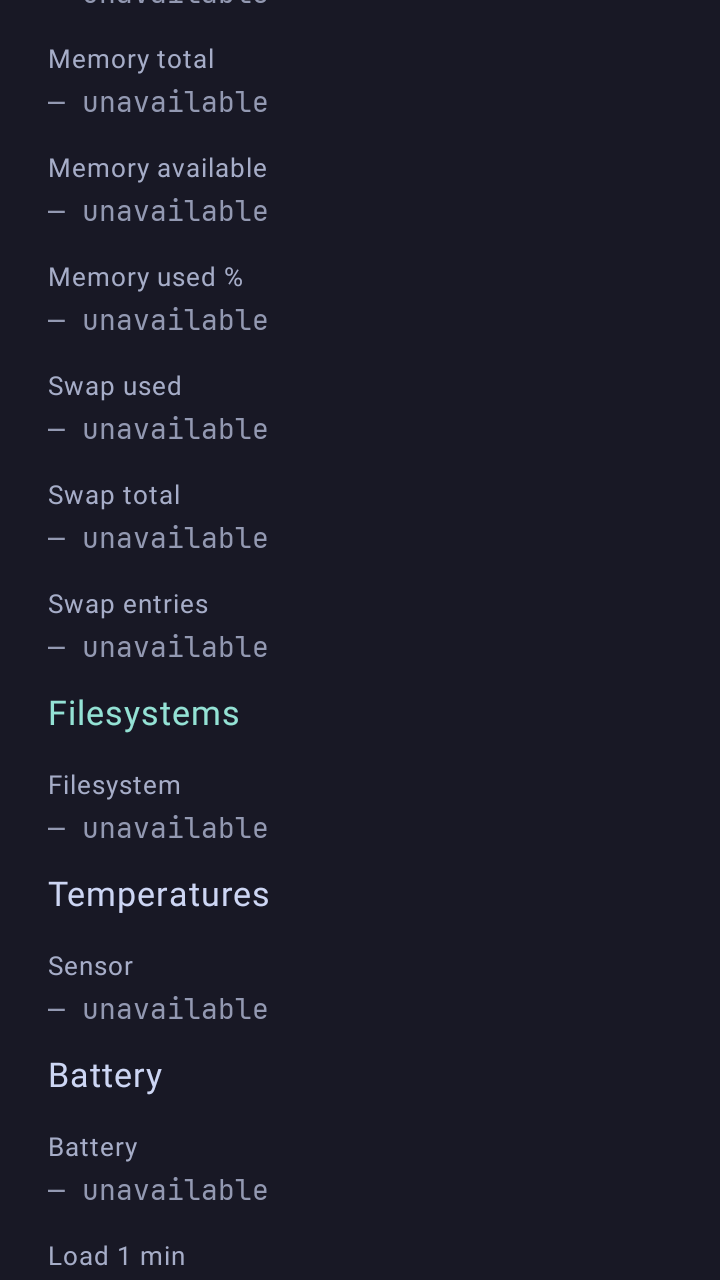 Memory total
— unavailable
Memory available
— unavailable
Memory used %
— unavailable
Swap used
— unavailable
Swap total
— unavailable
Swap entries
— unavailable
Filesystems
Filesystem
— unavailable
Temperatures
Sensor
— unavailable
Battery
Battery
— unavailable
Load 1 min